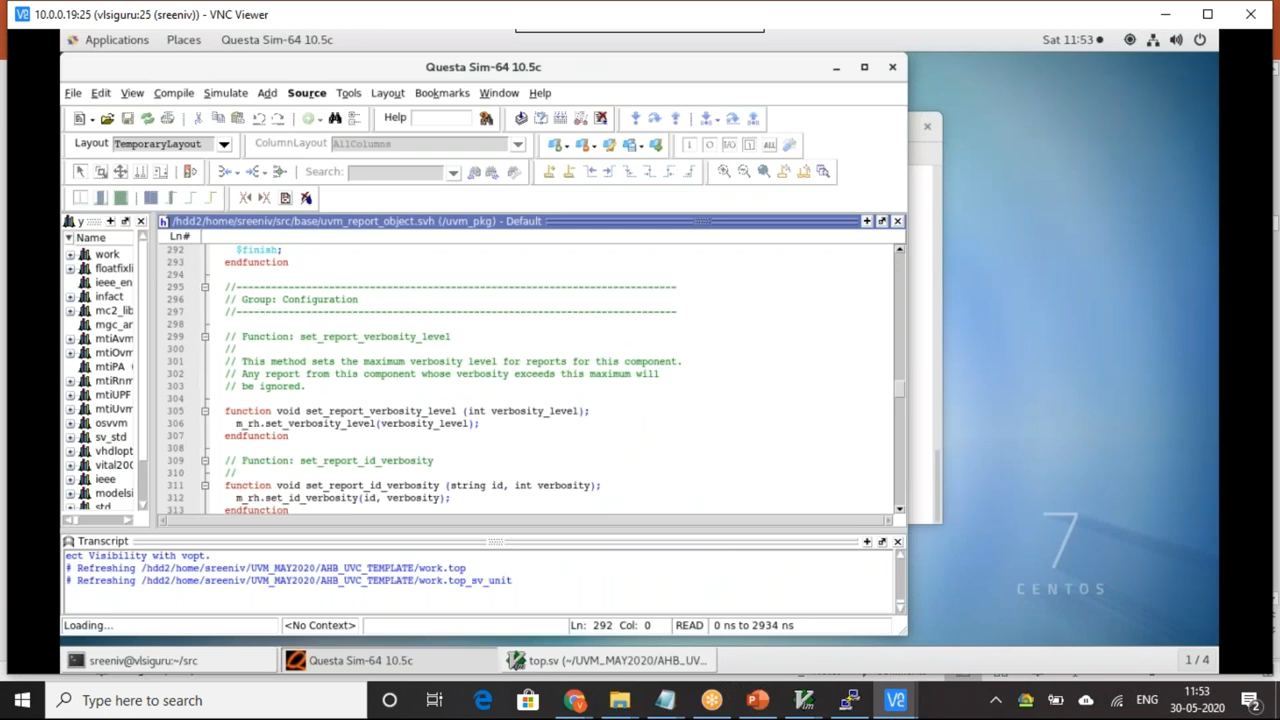 10.0.0.19:25 (vlsiguru:25 (sreeniv)) - VNC Viewer
Applications Places Questa Sim-64 10.5c Sat 11:53
Questa Sim-64 10.5c
File Edit View Compile Simulate Add Source Tools Layout Bookmarks Window Help
Help
Layout TemporaryLayout ColumnLayout AllColumns
Search:
/hdd2/home/sreeniv/src/base/uvm_report_object.svh (/uvm_pkg) - Default
Name
work
floatfixli
ieee_en
infact
mc2_lib
mgc_ar
mtiAvm
mtiOvm
mtiPA
mtiRnm
mtiUPF
mtiUvm
osvvm
sv_std
vhdlopt
vital200
ieee
modelsi
std
Ln#
292 $finish;
293 endfunction
294
295 //------------------------------------------------------------------------------
296 // Group: Configuration
297 //------------------------------------------------------------------------------
298
299 // Function: set_report_verbosity_level
300 //
301 // This method sets the maximum verbosity level for reports for this component.
302 // Any report from this component whose verbosity exceeds this maximum will
303 // be ignored.
304
305 function void set_report_verbosity_level (int verbosity_level);
306 m_rh.set_verbosity_level(verbosity_level);
307 endfunction
308
309 // Function: set_report_id_verbosity
310 //
311 function void set_report_id_verbosity (string id, int verbosity);
312 m_rh.set_id_verbosity(id, verbosity);
313 endfunction
Transcript
ect Visibility with vopt.
# Refreshing /hdd2/home/sreeniv/UVM_MAY2020/AHB_UVC_TEMPLATE/work.top
# Refreshing /hdd2/home/sreeniv/UVM_MAY2020/AHB_UVC_TEMPLATE/work.top_sv_unit
Loading... <No Context> Ln: 292 Col: 0 READ 0 ns to 2934 ns
7
CENTOS
sreeniv@vlsiguru:~/src Questa Sim-64 10.5c top.sv (~/UVM_MAY2020/AHB_UV... 1 / 4
Type here to search
ENG
11:53
30-05-2020
2